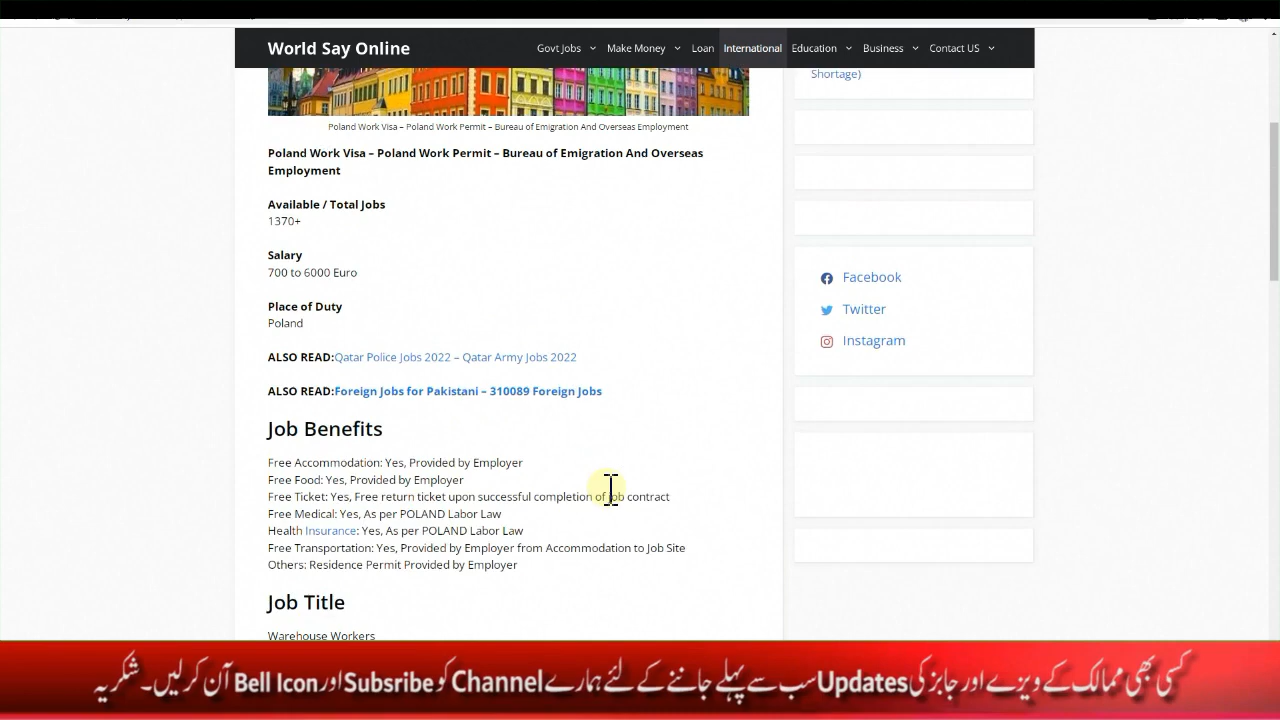 World Say Online
Govt Jobs
Make Money
Loan
International
Education
Business
Contact US
Shortage)
Poland Work Visa – Poland Work Permit – Bureau of Emigration And Overseas Employment
Poland Work Visa – Poland Work Permit – Bureau of Emigration And Overseas
Employment
Available / Total Jobs
1370+
Salary
700 to 6000 Euro
Place of Duty
Poland
ALSO READ:Qatar Police Jobs 2022 – Qatar Army Jobs 2022
ALSO READ:Foreign Jobs for Pakistani – 310089 Foreign Jobs
Job Benefits
Free Accommodation: Yes, Provided by Employer
Free Food: Yes, Provided by Employer
Free Ticket: Yes, Free return ticket upon successful completion of job contract
Free Medical: Yes, As per POLAND Labor Law
Health Insurance: Yes, As per POLAND Labor Law
Free Transportation: Yes, Provided by Employer from Accommodation to Job Site
Others: Residence Permit Provided by Employer
Job Title
Warehouse Workers
Facebook
Twitter
Instagram
کسی بھی ممالک کے ویزے اور جابز کی Updates سب سے پہلے جاننے کے لئے ہمارے Channel کو Subsribe اور Bell Icon آن کرلیں۔ شکریہ